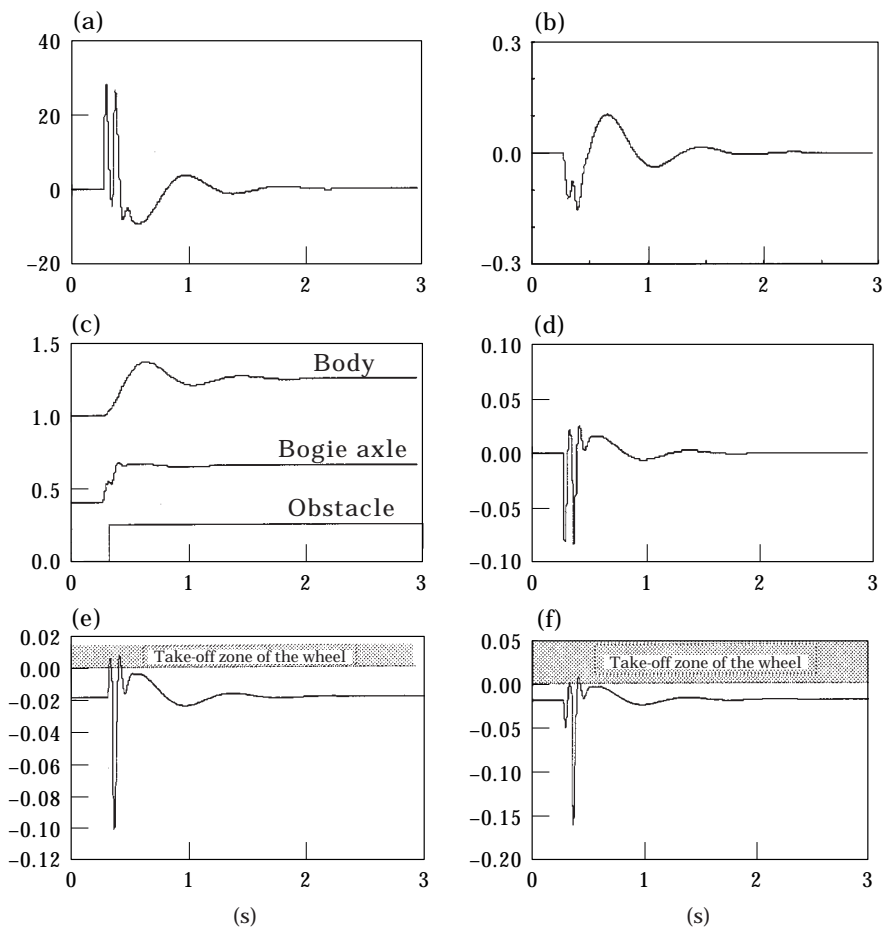 (a)
40
20
0
−20
0 1 2 3
(b)
0.3
0.0
−0.3
0 1 2 3
(c)
1.5
1.0
0.5
0.0
Body
Bogie axle
Obstacle
0 1 2 3
(d)
0.10
0.05
0.00
−0.05
−0.10
0 1 2 3
(e)
0.02
0.00
−0.02
−0.04
−0.06
−0.08
−0.10
−0.12
Take-off zone of the wheel
0 1 2 3
(s)
(f)
0.05
0.00
−0.05
−0.10
−0.15
−0.20
Take-off zone of the wheel
0 1 2 3
(s)